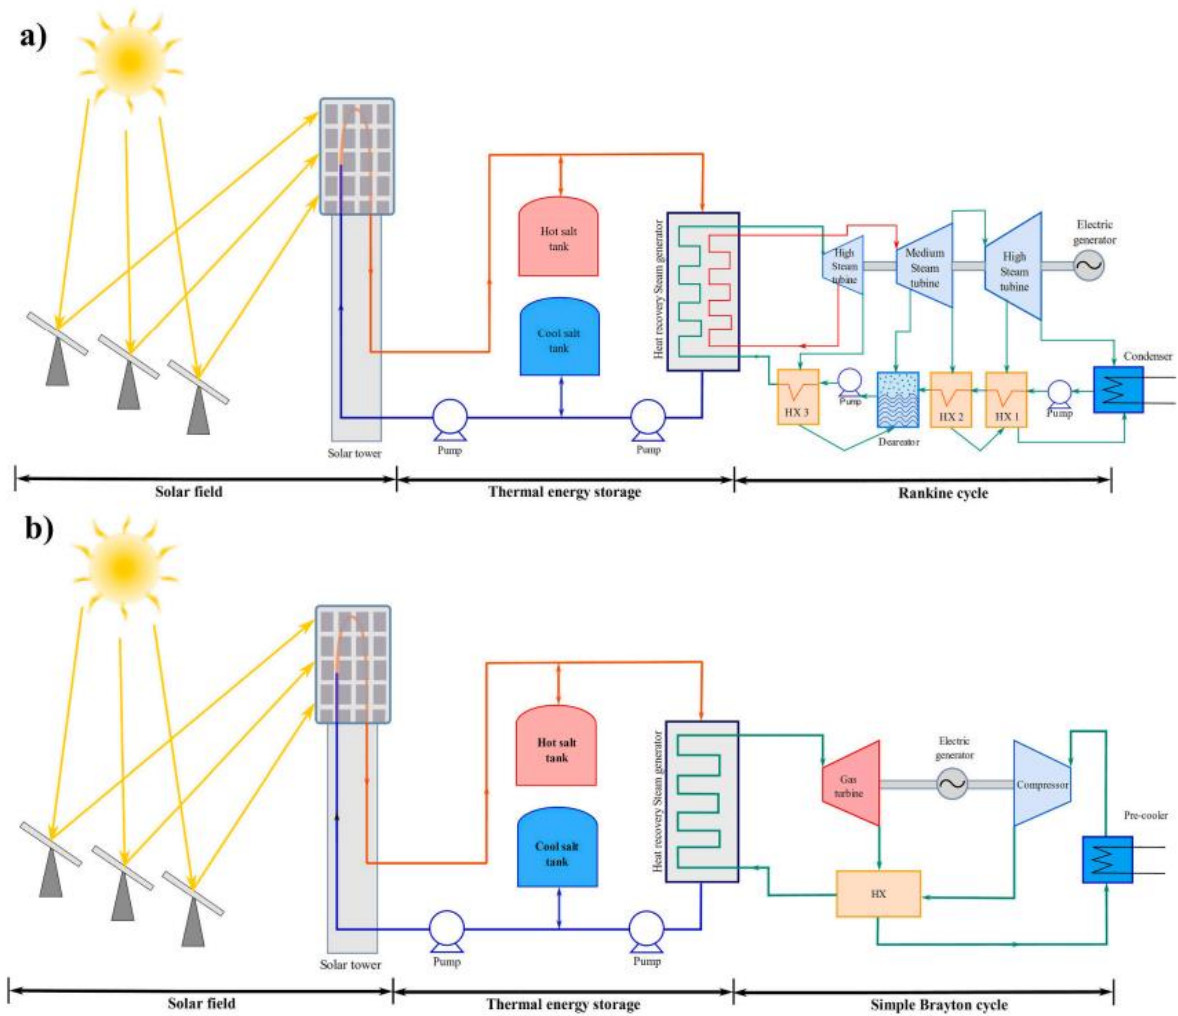 a)
Hot salt
tank
Cool salt
tank
Heat recovery Steam generator
High
Steam
turbine
Medium
Steam
tubine
High
Steam
turbine
Electric
generator
Condenser
HX 3
Pump
Deareator
HX 2
HX 1
Pump
Pump
Pump
Solar tower
Solar field
Thermal energy storage
Rankine cycle
b)
Hot salt
tank
Cool salt
tank
Heat recovery Steam generator
Gas
turbine
Electric
generator
Compressor
Pre-cooler
HX
Pump
Pump
Solar tower
Solar field
Thermal energy storage
Simple Brayton cycle